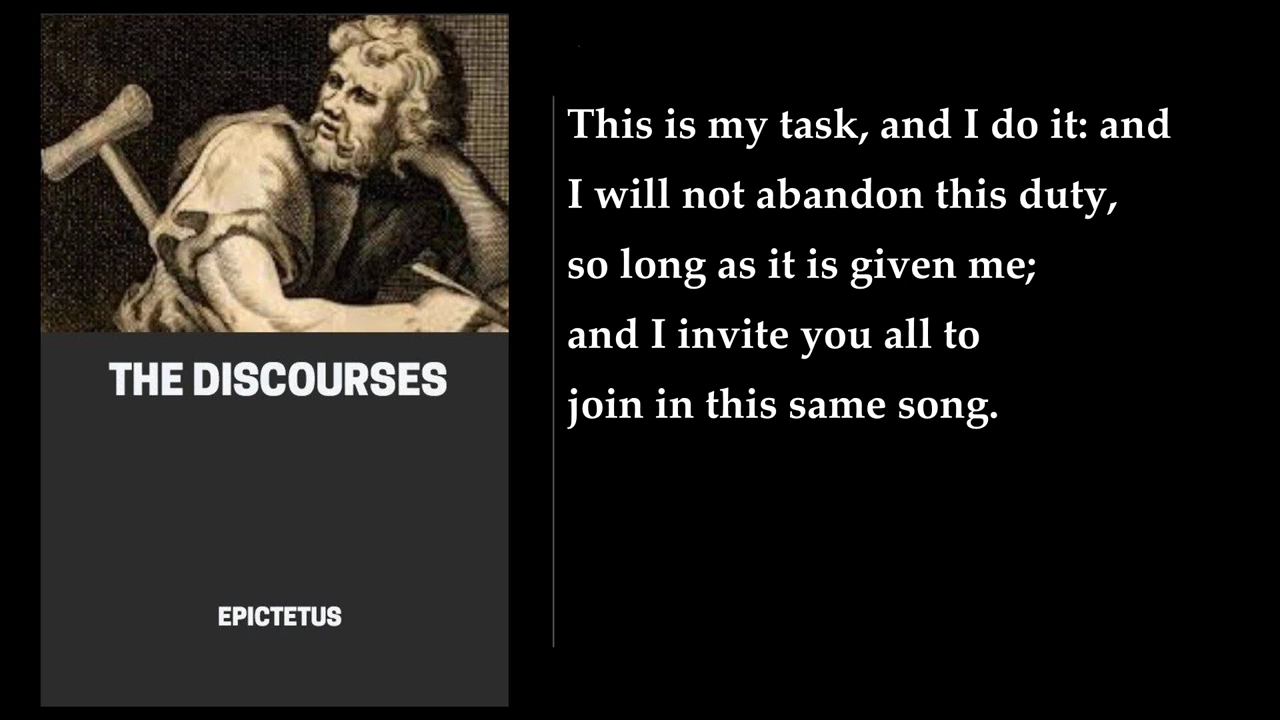 THE DISCOURSES
EPICTETUS
This is my task, and I do it: and
I will not abandon this duty,
so long as it is given me;
and I invite you all to
join in this same song.